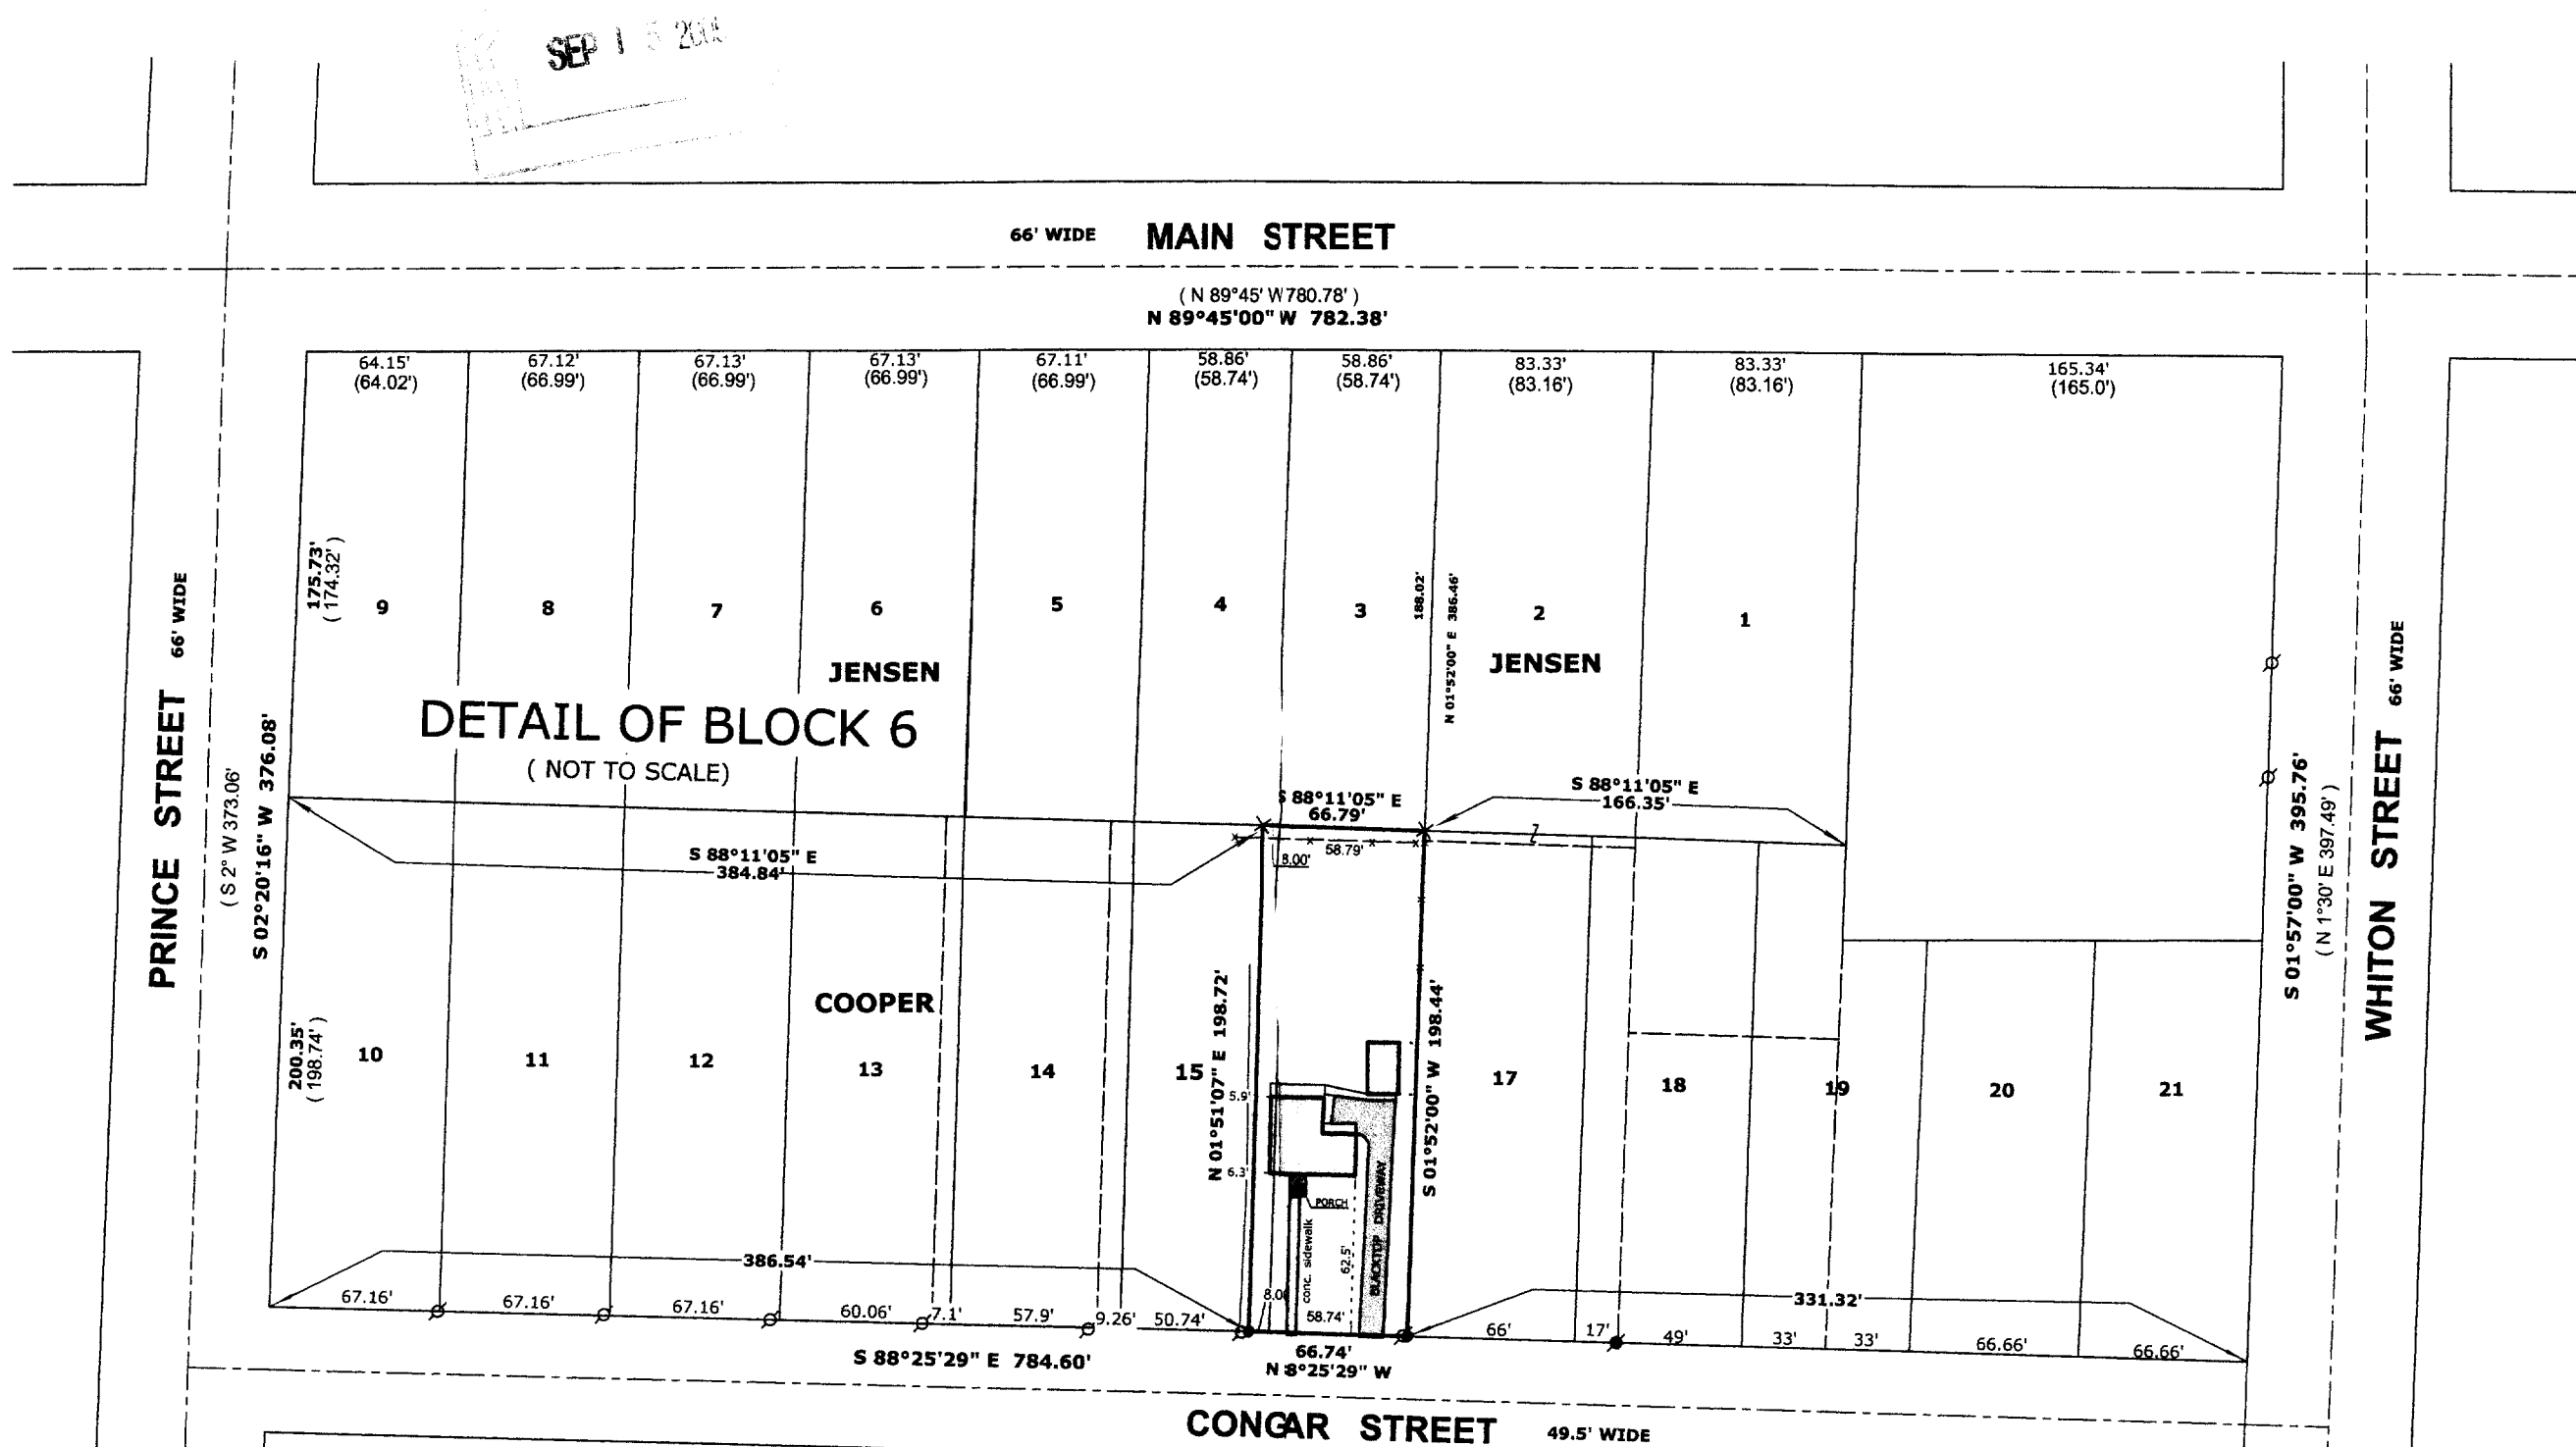 SEP 1 5 200
66' WIDE MAIN STREET
( N 89°45' W 780.78' )
N 89°45'00" W 782.38'
64.15' 67.12' 67.13' 67.13' 67.11' 58.86' 58.86' 83.33' 83.33' 165.34'
(64.02') (66.99') (66.99') (66.99') (66.99') (58.74') (58.74') (83.16') (83.16') (165.0')
PRINCE STREET 66' WIDE
( S 2° W 373.06'
S 02°20'16" W 376.08'
175.73'
( 174.32' )
9 8 7 6 5 4 3 2 1
188.02'
N 01°52'00" E 386.46'
JENSEN JENSEN
DETAIL OF BLOCK 6
( NOT TO SCALE)
S 88°11'05" E
66.79'
S 88°11'05" E
166.35'
58.79'
8.00'
S 88°11'05" E
384.84'
WHITON STREET 66' WIDE
S 01°57'00" W 395.76'
( N 1°30' E 397.49' )
COOPER
200.35'
( 198.74' )
10 11 12 13 14 15 17 18 19 20 21
N 01°51'07" E 198.72'
S 01°52'00" W 198.44'
5.9'
6.3'
PORCH
conc. sidewalk
62.5'
BLACKTOP DRIVEWAY
8.0
58.74'
386.54'
331.32'
67.16' 67.16' 67.16' 60.06' 7.1' 57.9' 9.26' 50.74' 66' 17' 49' 33' 33' 66.66' 66.66'
S 88°25'29" E 784.60'
66.74'
N 8°25'29" W
CONGAR STREET 49.5' WIDE